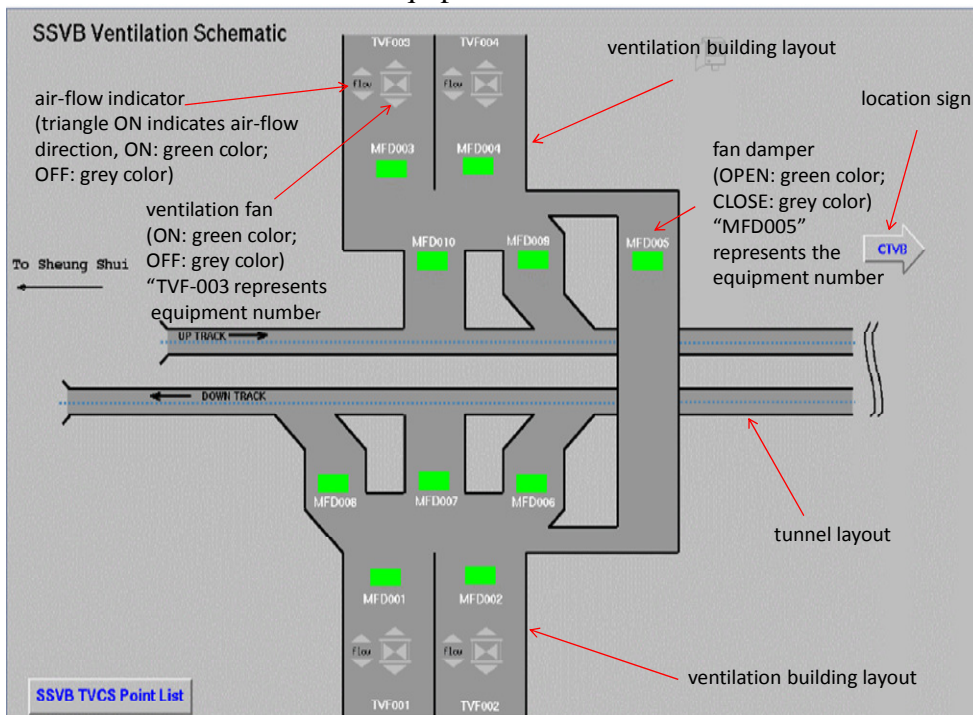 SSVB Ventilation Schematic
TVF003
TVF004
ventilation building layout
air-flow indicator
(triangle ON indicates air-flow
direction, ON: green color;
OFF: grey color)
flow
flow
location sign
MFD003
MFD004
fan damper
(OPEN: green color;
CLOSE: grey color)
“MFD005”
represents the
equipment number
ventilation fan
(ON: green color;
OFF: grey color)
“TVF-003 represents
equipment number
MFD010
MFD009
MFD005
CTVB
To Sheung Shui
UP TRACK
DOWN TRACK
MFD008
MFD007
MFD006
tunnel layout
MFD001
MFD002
flow
flow
ventilation building layout
SSVB TVCS Point List
TVF001
TVF002